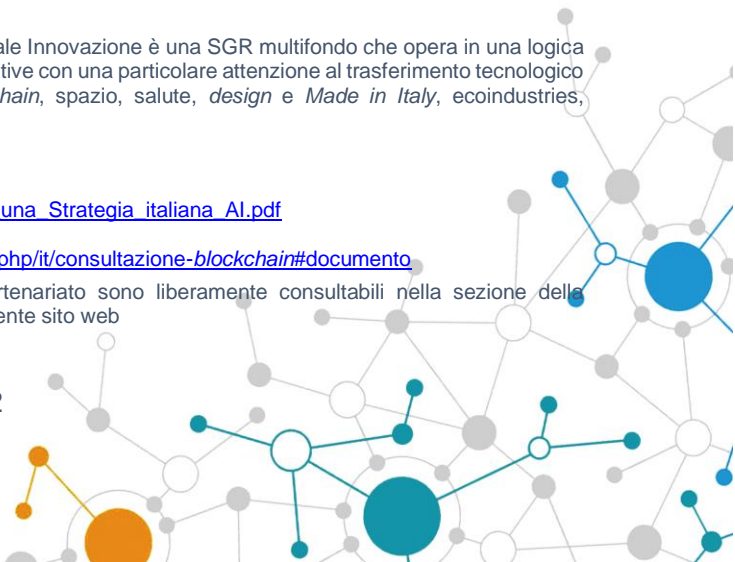 ale Innovazione è una SGR multifondo che opera in una logica
tive con una particolare attenzione al trasferimento tecnologico
hain, spazio, salute, design e Made in Italy, ecoindustries,
una_Strategia_italiana_AI.pdf
php/it/consultazione-blockchain#documento
rtenariato sono liberamente consultabili nella sezione della
ente sito web
2